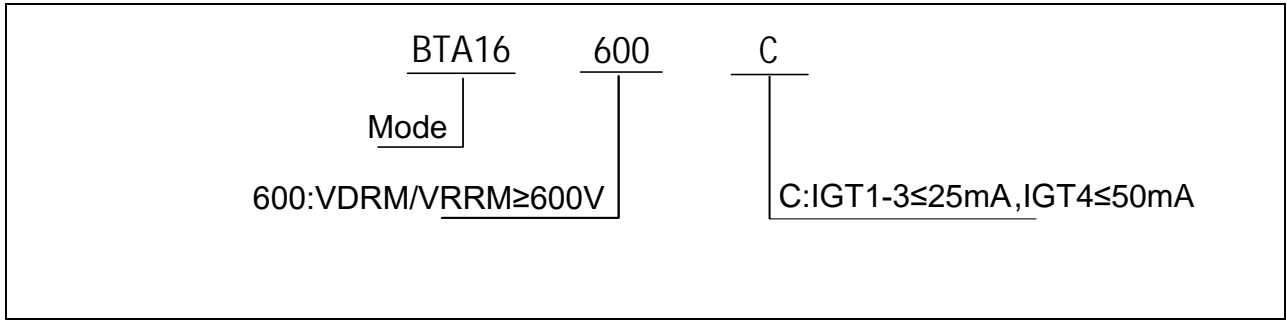 BTA16 600 C
Mode
600:VDRM/VRRM≥600V C:IGT1-3≤25mA,IGT4≤50mA